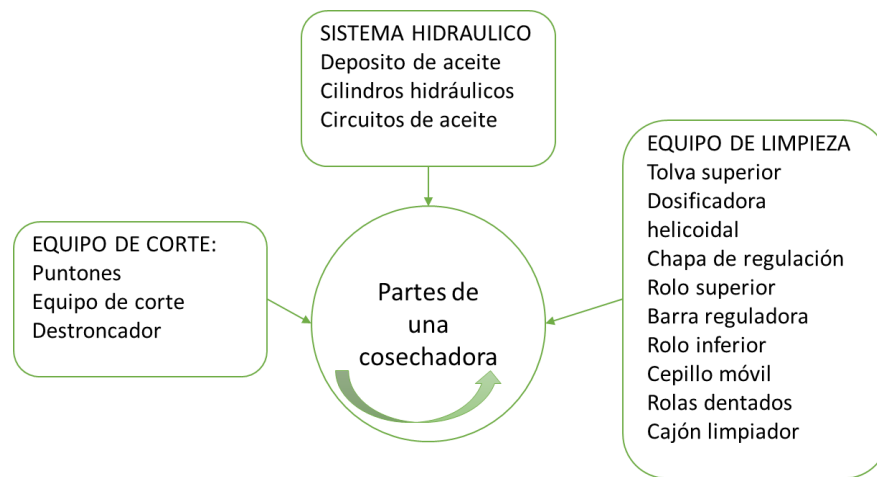 SISTEMA HIDRAULICO
Deposito de aceite
Cilindros hidráulicos
Circuitos de aceite
EQUIPO DE CORTE:
Puntones
Equipo de corte
Destroncador
Partes de
una
cosechadora
EQUIPO DE LIMPIEZA
Tolva superior
Dosificadora
helicoidal
Chapa de regulación
Rolo superior
Barra reguladora
Rolo inferior
Cepillo móvil
Rolas dentados
Cajón limpiador